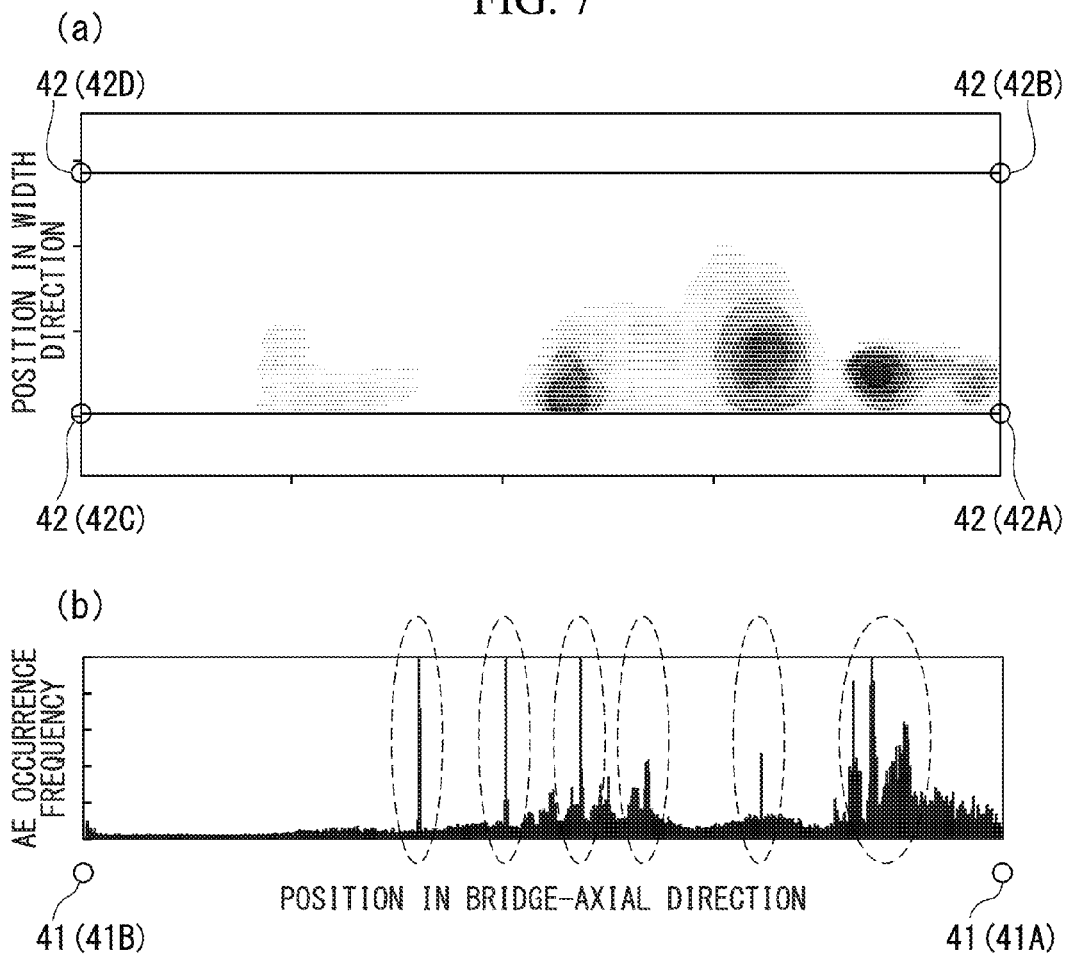 FIG. 7
(a)
42 (42D)
42 (42B)
POSITION IN WIDTH
DIRECTION
42 (42C)
42 (42A)
(b)
AE OCCURRENCE
FREQUENCY
POSITION IN BRIDGE-AXIAL DIRECTION
41 (41B)
41 (41A)